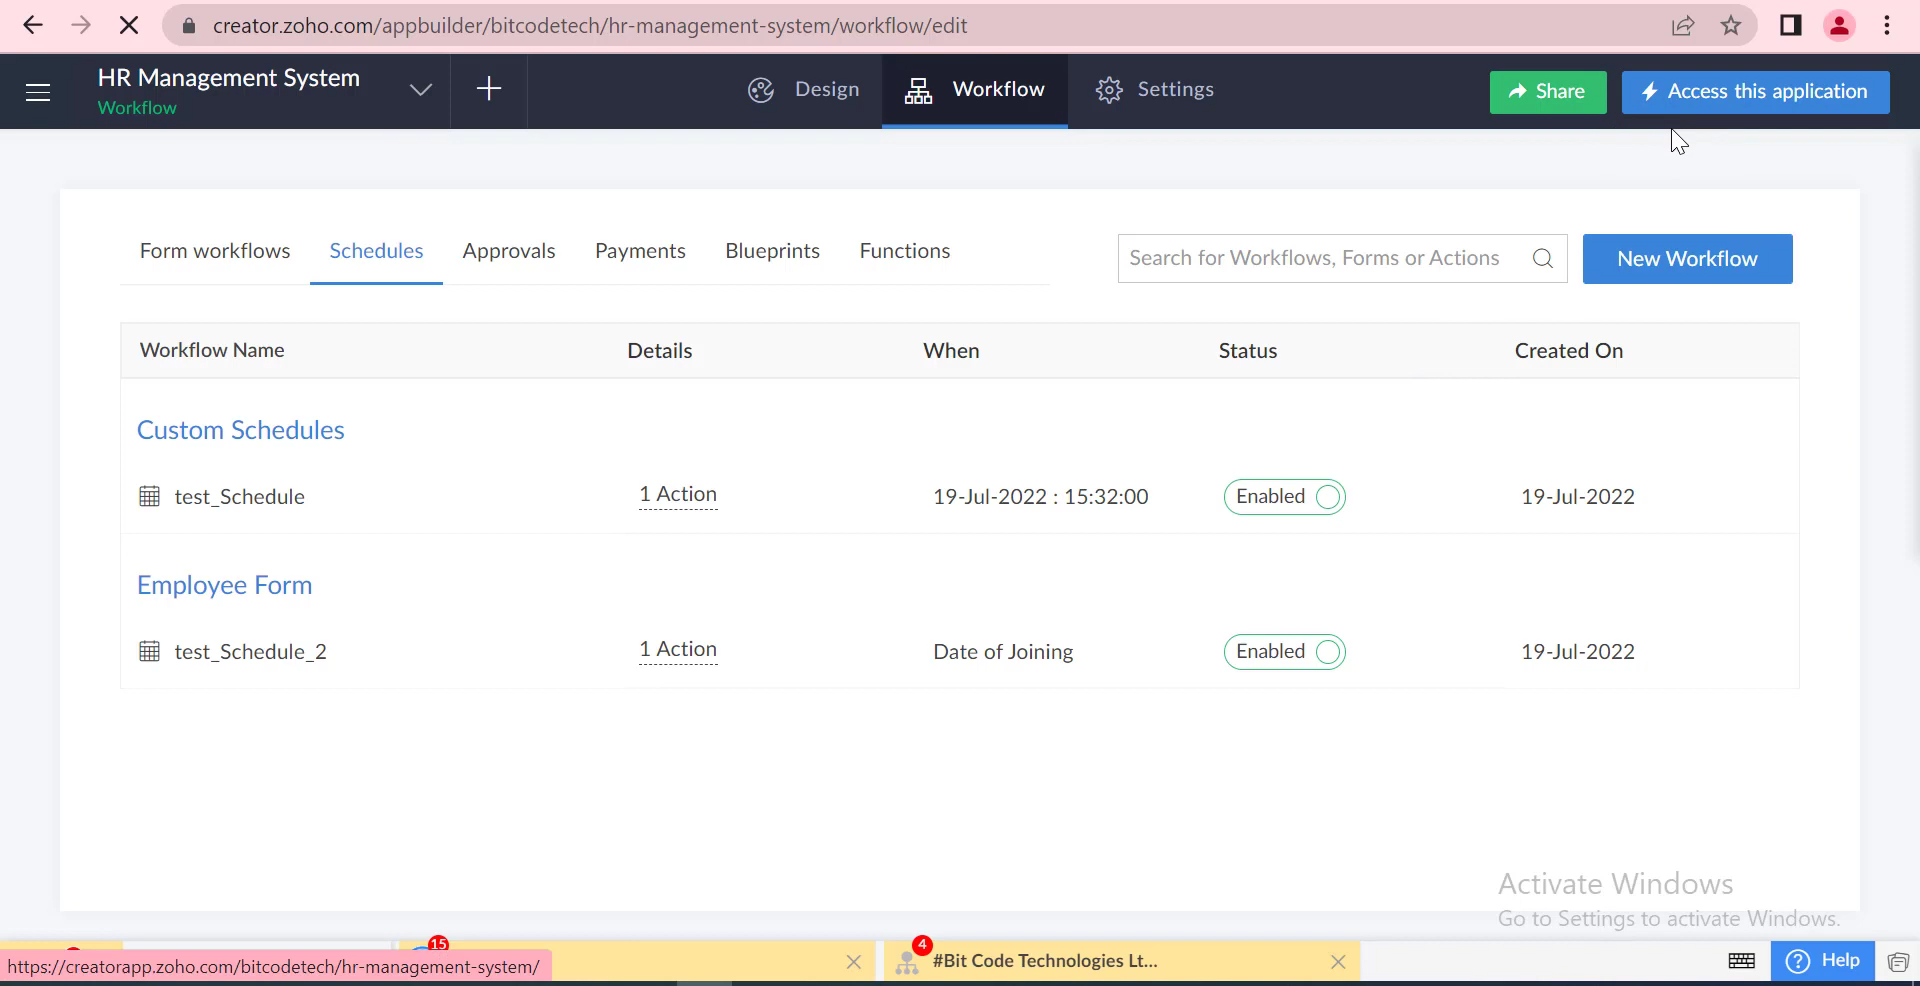 creator.zoho.com/appbuilder/bitcodetech/hr-management-system/workflow/edit
HR Management System
Workflow
Design
Workflow
Settings
Share
Access this application
Form workflows
Schedules
Approvals
Payments
Blueprints
Functions
Search for Workflows, Forms or Actions
New Workflow
Workflow Name Details When Status Created On
Custom Schedules
test_Schedule 1 Action 19-Jul-2022 : 15:32:00 Enabled 19-Jul-2022
Employee Form
test_Schedule_2 1 Action Date of Joining Enabled 19-Jul-2022
Activate Windows
Go to Settings to activate Windows.
15
4
#Bit Code Technologies Lt...
Help
https://creatorapp.zoho.com/bitcodetech/hr-management-system/